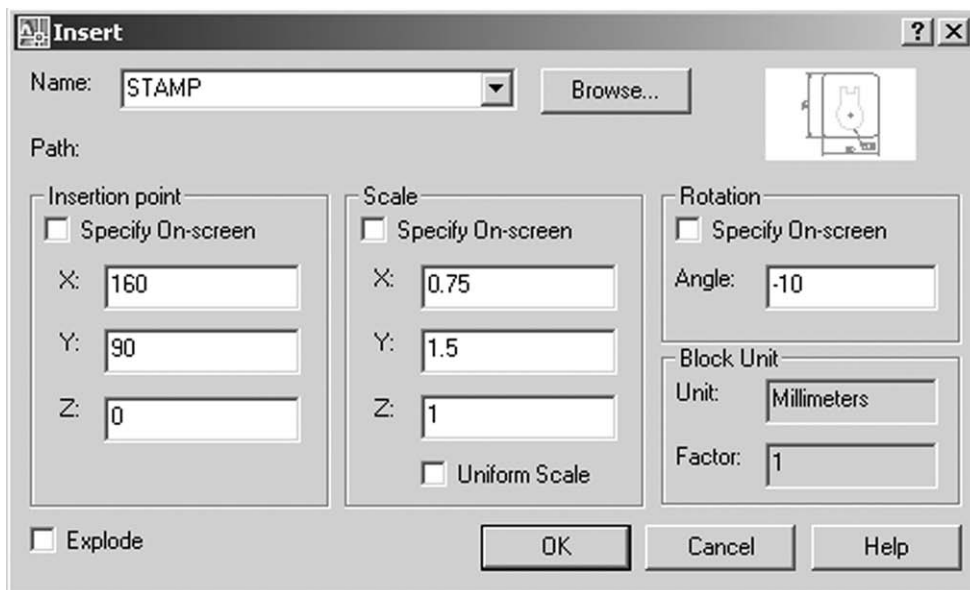 Insert
Name: STAMP Browse...
Path:
Insertion point
Specify On-screen
X: 160
Y: 90
Z: 0
Scale
Specify On-screen
X: 0.75
Y: 1.5
Z: 1
Uniform Scale
Rotation
Specify On-screen
Angle: -10
Block Unit
Unit: Millimeters
Factor: 1
Explode
OK Cancel Help